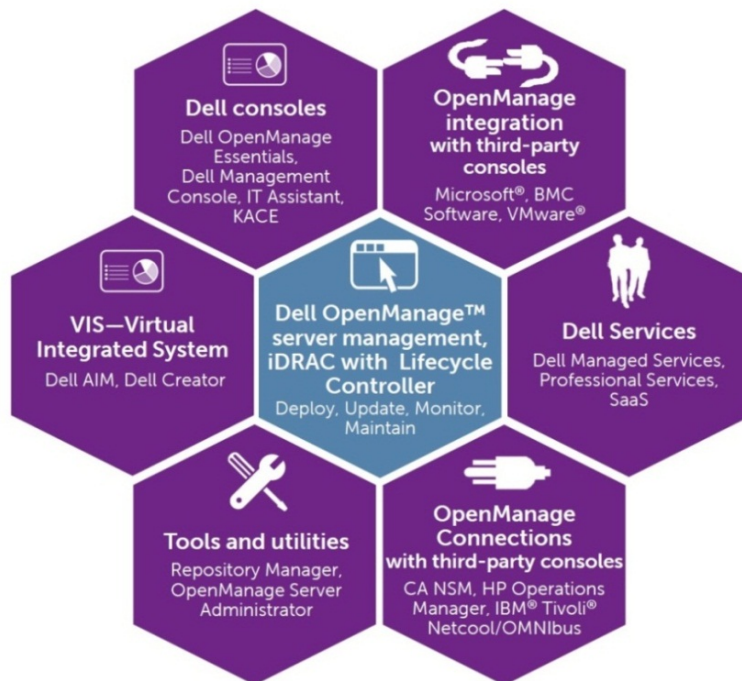 Dell consoles
Dell OpenManage
Essentials,
Dell Management
Console, IT Assistant,
KACE
OpenManage
integration
with third-party
consoles
Microsoft®, BMC
Software, VMware®
VIS—Virtual
Integrated System
Dell AIM, Dell Creator
Dell OpenManage™
server management,
iDRAC with Lifecycle
Controller
Deploy, Update, Monitor,
Maintain
Dell Services
Dell Managed Services,
Professional Services,
SaaS
Tools and utilities
Repository Manager,
OpenManage Server
Administrator
OpenManage
Connections
with third-party consoles
CA NSM, HP Operations
Manager, IBM® Tivoli®
Netcool/OMNIbus